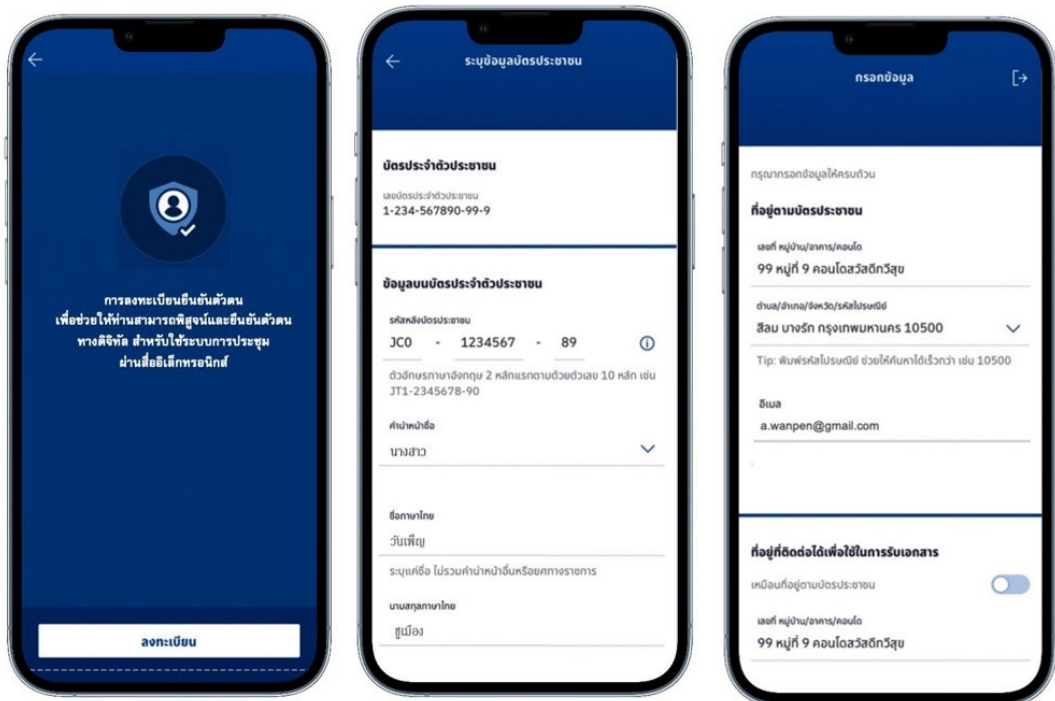 การลงทะเบียนยืนยันตัวตน
เพื่อช่วยให้ท่านสามารถพิสูจน์และยืนยันตัวตน
ทางดิจิทัล สำหรับใช้ระบบการประชุม
ผ่านสื่ออิเล็กทรอนิกส์
ลงทะเบียน
ระบุข้อมูลบัตรประชาชน
บัตรประจำตัวประชาชน
เลขบัตรประจำตัวประชาชน
1-234-567890-99-9
ข้อมูลบนบัตรประจำตัวประชาชน
รหัสหลังบัตรประชาชน
JC0 - 1234567 - 89
ตัวอักษรภาษาอังกฤษ 2 หลักแรกตามด้วยตัวเลข 10 หลัก เช่น
JT1-2345678-90
คำนำหน้าชื่อ
นางสาว
ชื่อภาษาไทย
วันเพ็ญ
ระบุแค่ชื่อ ไม่รวมคำนำหน้าอื่นหรือยศทางราชการ
นามสกุลภาษาไทย
ชูเมือง
กรอกข้อมูล
กรุณากรอกข้อมูลให้ครบถ้วน
ที่อยู่ตามบัตรประชาชน
เลขที่ หมู่บ้าน/อาคาร/คอนโด
99 หมู่ที่ 9 คอนโดสวัสดีทวีสุข
ตำบล/อำเภอ/จังหวัด/รหัสไปรษณีย์
สีลม บางรัก กรุงเทพมหานคร 10500
Tip: พิมพ์รหัสไปรษณีย์ ช่วยให้ค้นหาได้เร็วกว่า เช่น 10500
อีเมล
a.wanpen@gmail.com
ที่อยู่ที่ติดต่อได้เพื่อใช้ในการรับเอกสาร
เหมือนที่อยู่ตามบัตรประชาชน
เลขที่ หมู่บ้าน/อาคาร/คอนโด
99 หมู่ที่ 9 คอนโดสวัสดีทวีสุข